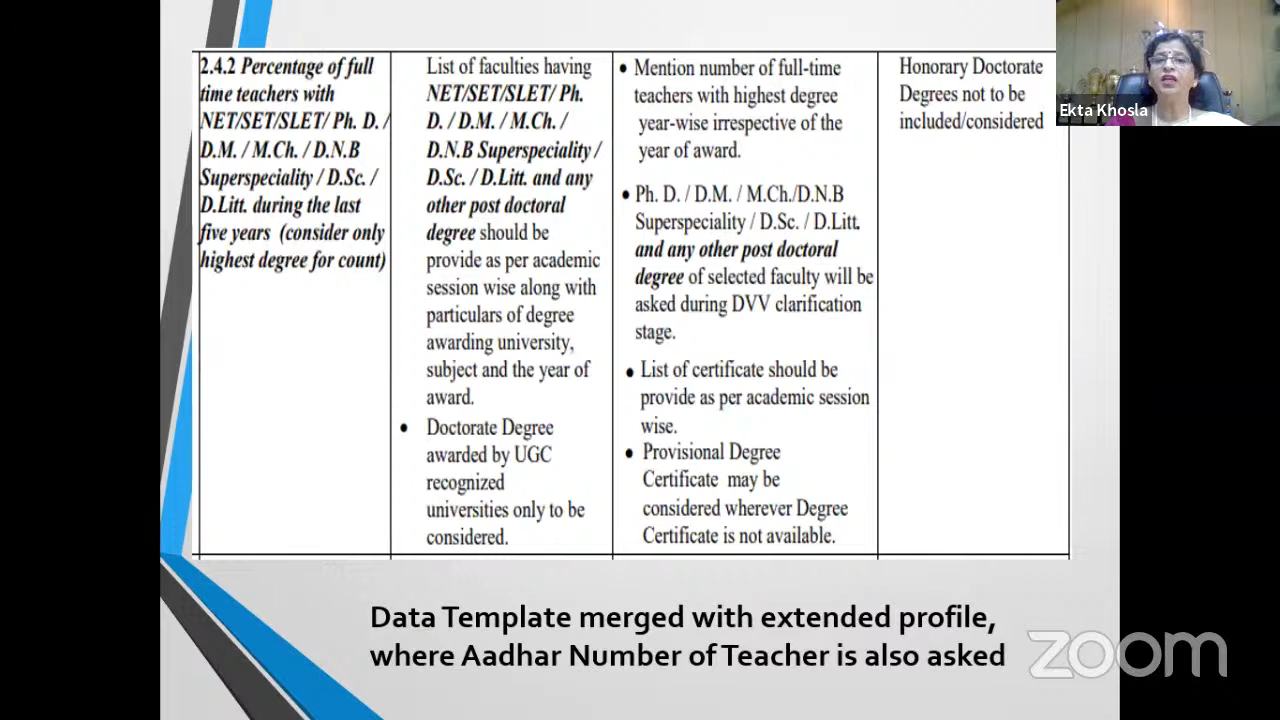 2.4.2 Percentage of full
time teachers with
NET/SET/SLET/ Ph. D. /
D.M. / M.Ch. / D.N.B
Superspeciality / D.Sc. /
D.Litt. during the last
five years (consider only
highest degree for count)
List of faculties having
NET/SET/SLET/ Ph.
D. / D.M. / M.Ch. /
D.N.B Superspeciality /
D.Sc. / D.Litt. and any
other post doctoral
degree should be
provide as per academic
session wise along with
particulars of degree
awarding university,
subject and the year of
award.
• Doctorate Degree
awarded by UGC
recognized
universities only to be
considered.
• Mention number of full-time
teachers with highest degree
year-wise irrespective of the
year of award.
• Ph. D. / D.M. / M.Ch./D.N.B
Superspeciality / D.Sc. / D.Litt.
and any other post doctoral
degree of selected faculty will be
asked during DVV clarification
stage.
• List of certificate should be
provide as per academic session
wise.
• Provisional Degree
Certificate may be
considered wherever Degree
Certificate is not available.
Honorary Doctorate
Degrees not to be
included/considered
Ekta Khosla
Data Template merged with extended profile,
where Aadhar Number of Teacher is also asked
zoom